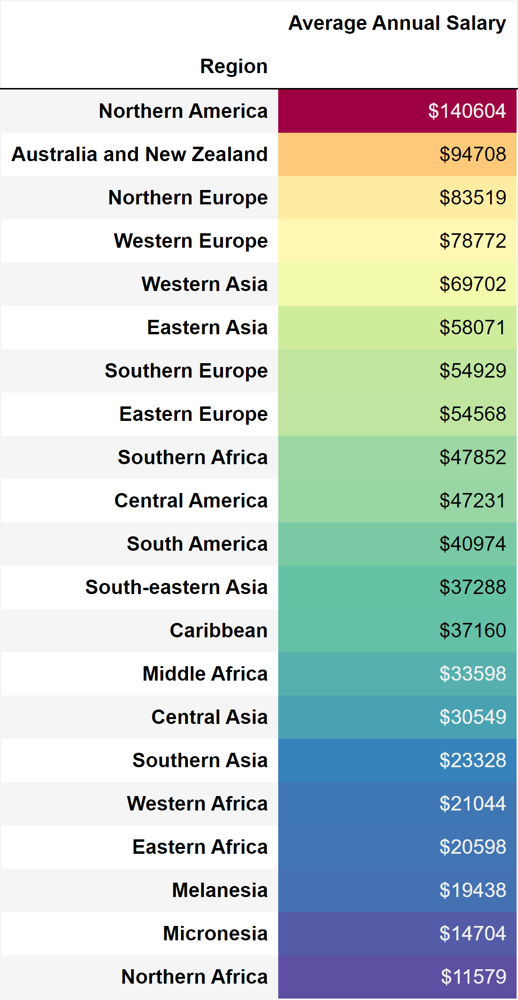 Average Annual Salary
Region
Northern America $140604
Australia and New Zealand $94708
Northern Europe $83519
Western Europe $78772
Western Asia $69702
Eastern Asia $58071
Southern Europe $54929
Eastern Europe $54568
Southern Africa $47852
Central America $47231
South America $40974
South-eastern Asia $37288
Caribbean $37160
Middle Africa $33598
Central Asia $30549
Southern Asia $23328
Western Africa $21044
Eastern Africa $20598
Melanesia $19438
Micronesia $14704
Northern Africa $11579